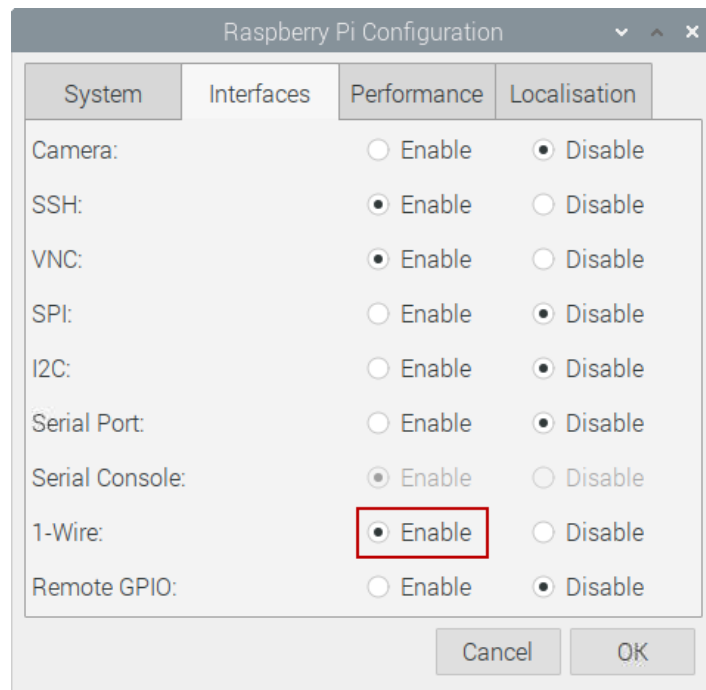 Raspberry Pi Configuration
System Interfaces Performance Localisation
Camera: Enable Disable
SSH: Enable Disable
VNC: Enable Disable
SPI: Enable Disable
I2C: Enable Disable
Serial Port: Enable Disable
Serial Console: Enable Disable
1-Wire: Enable Disable
Remote GPIO: Enable Disable
Cancel OK